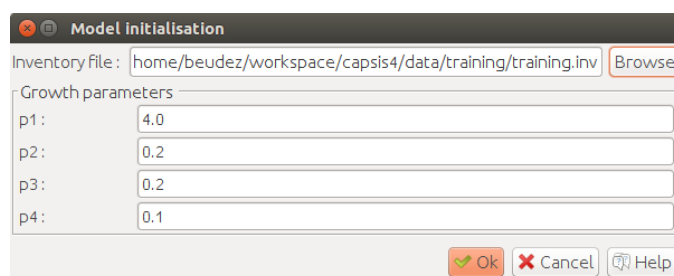 Model initialisation
Inventory file : home/beudez/workspace/capsis4/data/training/training.inv Browse
Growth parameters
p1 : 4.0
p2 : 0.2
p3 : 0.2
p4 : 0.1
Ok Cancel Help